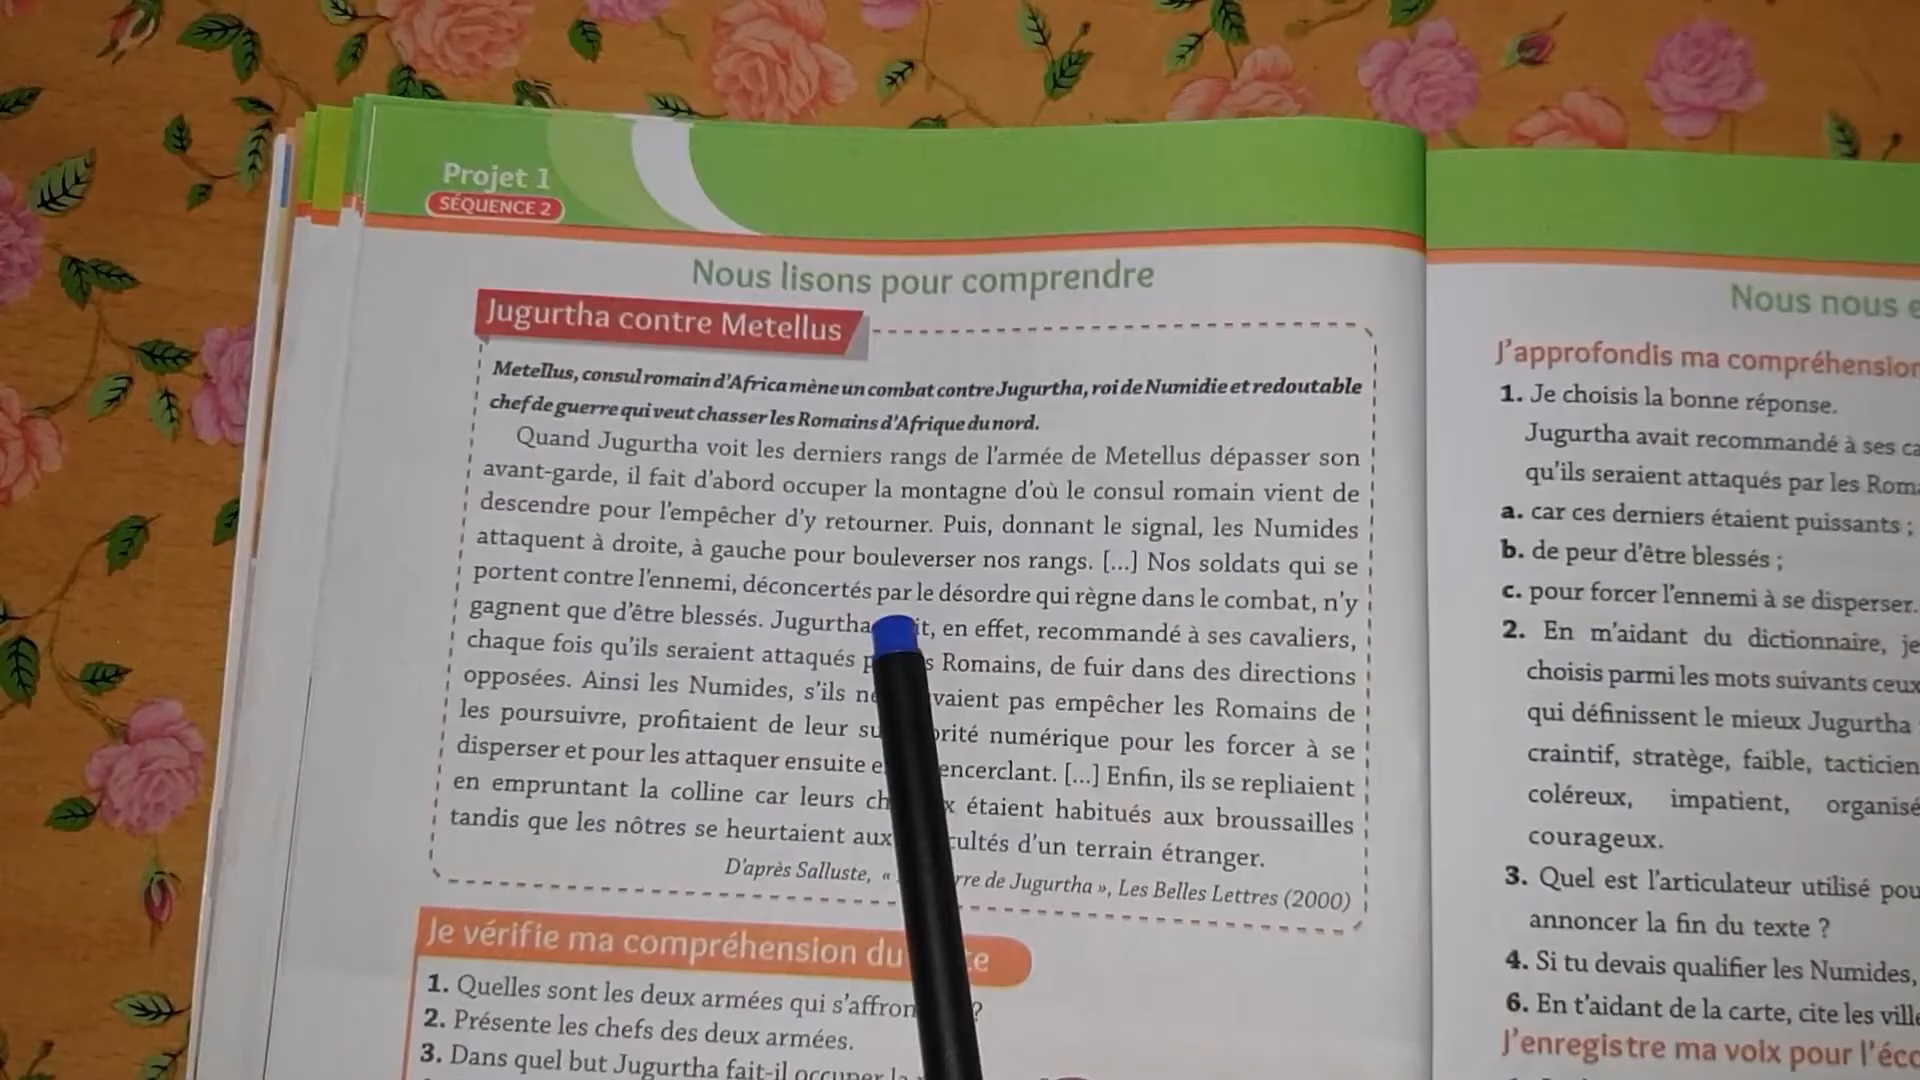 Projet 1
SÉQUENCE 2
Nous lisons pour comprendre
Jugurtha contre Metellus
Metellus, consul romain d'Africa mène un combat contre Jugurtha, roi de Numidie et redoutable
chef de guerre qui veut chasser les Romains d'Afrique du nord.
Quand Jugurtha voit les derniers rangs de l'armée de Metellus dépasser son
avant-garde, il fait d'abord occuper la montagne d'où le consul romain vient de
descendre pour l'empêcher d'y retourner. Puis, donnant le signal, les Numides
attaquent à droite, à gauche pour bouleverser nos rangs. [...] Nos soldats qui se
portent contre l'ennemi, déconcertés par le désordre qui règne dans le combat, n'y
gagnent que d'être blessés. Jugurtha en effet, recommandé à ses cavaliers,
chaque fois qu'ils seraient attaqués Romains, de fuir dans des directions
opposées. Ainsi les Numides, s'ils pas empêcher les Romains de
les poursuivre, profitaient de leur numérique pour les forcer à se
disperser et pour les attaquer ensuite encerclant. [...] Enfin, ils se repliaient
en empruntant la colline car leurs étaient habitués aux broussailles
tandis que les nôtres se heurtaient aux d'un terrain étranger.
D'après Salluste, « de Jugurtha », Les Belles Lettres (2000)
Je vérifie ma compréhension du
1. Quelles sont les deux armées qui ?
2. Présente les chefs des deux armées.
3. Dans quel but Jugurtha fait-il occuper
Nous nous
J'approfondis ma compréhension
1. Je choisis la bonne réponse.
Jugurtha avait recommandé à ses
qu'ils seraient attaqués par les
a. car ces derniers étaient puissants ;
b. de peur d'être blessés ;
c. pour forcer l'ennemi à se disperser.
2. En m'aidant du dictionnaire, je
choisis parmi les mots suivants ceux
qui définissent le mieux Jugurtha
craintif, stratège, faible, tacticien
coléreux, impatient, organisé
courageux.
3. Quel est l'articulateur utilisé
annoncer la fin du texte ?
4. Si tu devais qualifier les Numides,
6. En t'aidant de la carte, cite les
J'enregistre ma voix pour